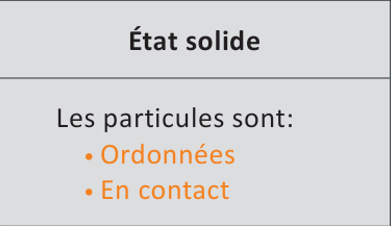 État solide
Les particules sont:
• Ordonnées
• En contact